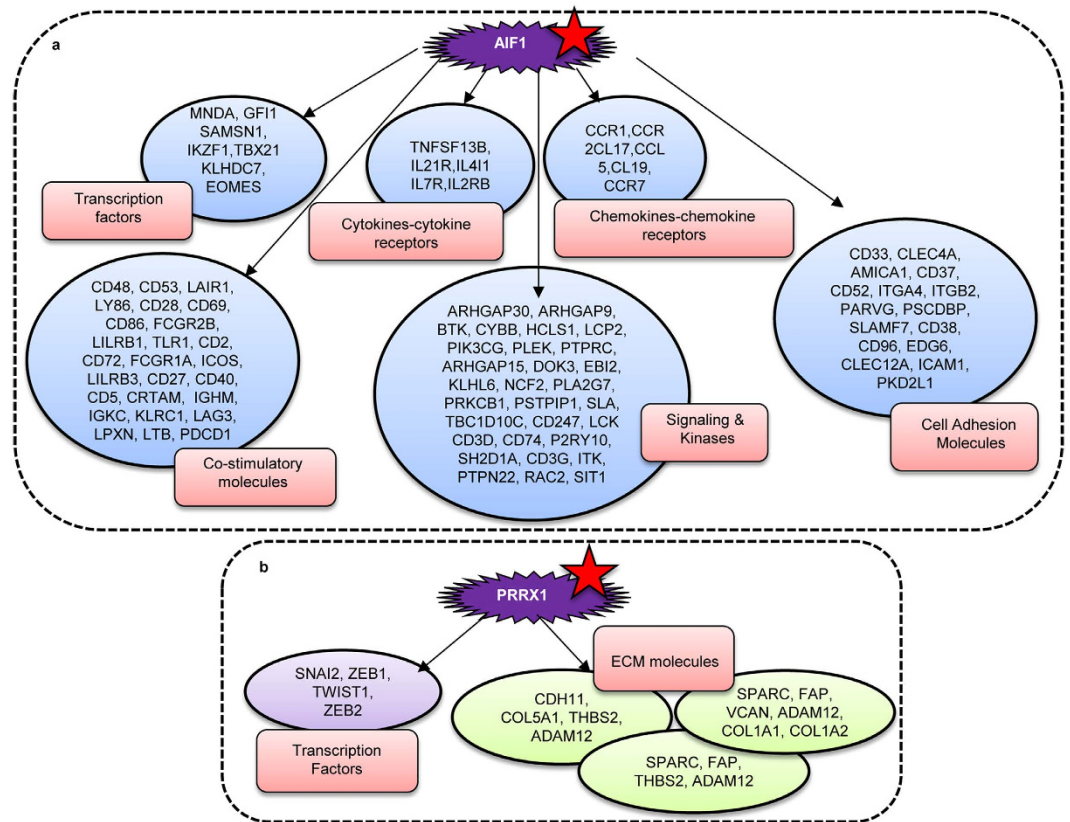 a
AIF1
MNDA, GFI1
SAMSN1,
IKZF1,TBX21
KLHDC7,
EOMES
Transcription
factors
TNFSF13B,
IL21R,IL4I1
IL7R,IL2RB
Cytokines-cytokine
receptors
CCR1,CCR
2CL17,CCL
5,CL19,
CCR7
Chemokines-chemokine
receptors
CD48, CD53, LAIR1,
LY86, CD28, CD69,
CD86, FCGR2B,
LILRB1, TLR1, CD2,
CD72, FCGR1A, ICOS,
LILRB3, CD27, CD40,
CD5, CRTAM, IGHM,
IGKC, KLRC1, LAG3,
LPXN, LTB, PDCD1
Co-stimulatory
molecules
ARHGAP30, ARHGAP9,
BTK, CYBB, HCLS1, LCP2,
PIK3CG, PLEK, PTPRC,
ARHGAP15, DOK3, EBI2,
KLHL6, NCF2, PLA2G7,
PRKCB1, PSTPIP1, SLA,
TBC1D10C, CD247, LCK
CD3D, CD74, P2RY10,
SH2D1A, CD3G, ITK,
PTPN22, RAC2, SIT1
Signaling &
Kinases
CD33, CLEC4A,
AMICA1, CD37,
CD52, ITGA4, ITGB2,
PARVG, PSCDBP,
SLAMF7, CD38,
CD96, EDG6,
CLEC12A, ICAM1,
PKD2L1
Cell Adhesion
Molecules
b
PRRX1
SNAI2, ZEB1,
TWIST1,
ZEB2
Transcription
Factors
ECM molecules
CDH11,
COL5A1, THBS2,
ADAM12
SPARC, FAP,
VCAN, ADAM12,
COL1A1, COL1A2
SPARC, FAP,
THBS2, ADAM12